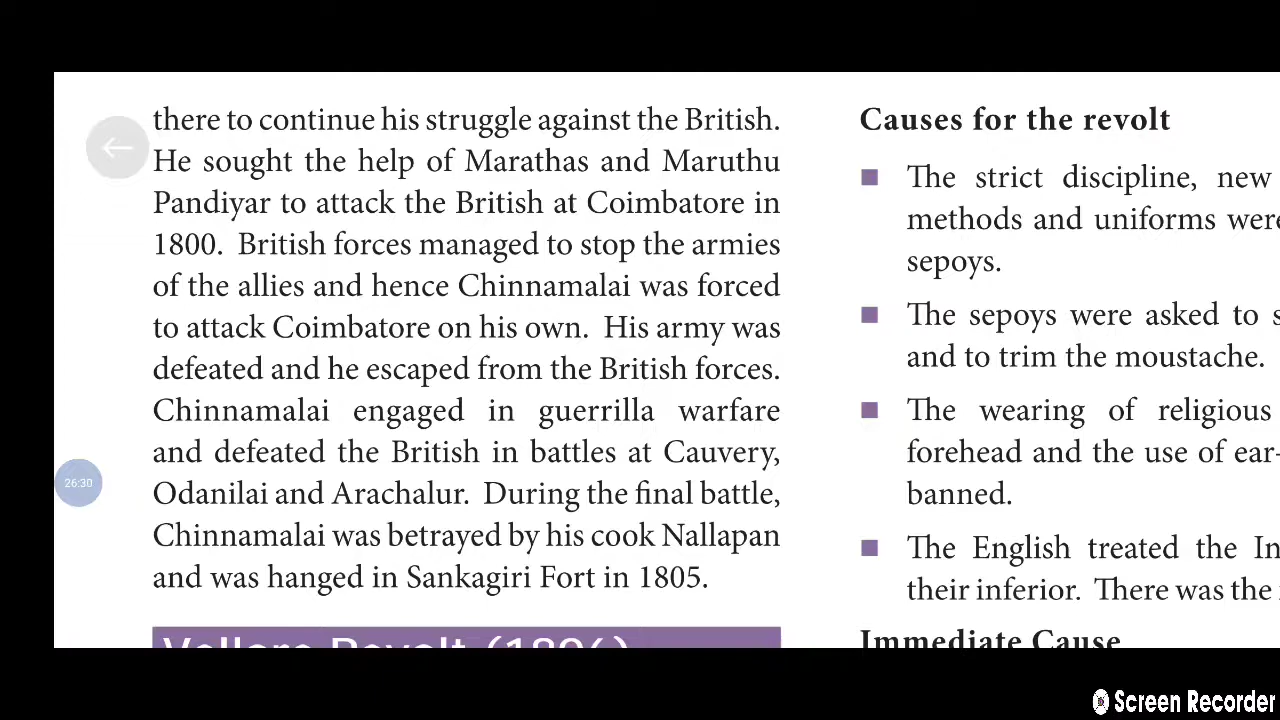 there to continue his struggle against the British.
He sought the help of Marathas and Maruthu
Pandiyar to attack the British at Coimbatore in
1800. British forces managed to stop the armies
of the allies and hence Chinnamalai was forced
to attack Coimbatore on his own. His army was
defeated and he escaped from the British forces.
Chinnamalai engaged in guerrilla warfare
and defeated the British in battles at Cauvery,
Odanilai and Arachalur. During the final battle,
Chinnamalai was betrayed by his cook Nallapan
and was hanged in Sankagiri Fort in 1805.
Vellore Revolt (1806)
Causes for the revolt
The strict discipline, new
methods and uniforms were
sepoys.
The sepoys were asked to s
and to trim the moustache.
The wearing of religious
forehead and the use of ear-
banned.
The English treated the In
their inferior. There was the
Immediate Cause
26:30
Screen Recorder